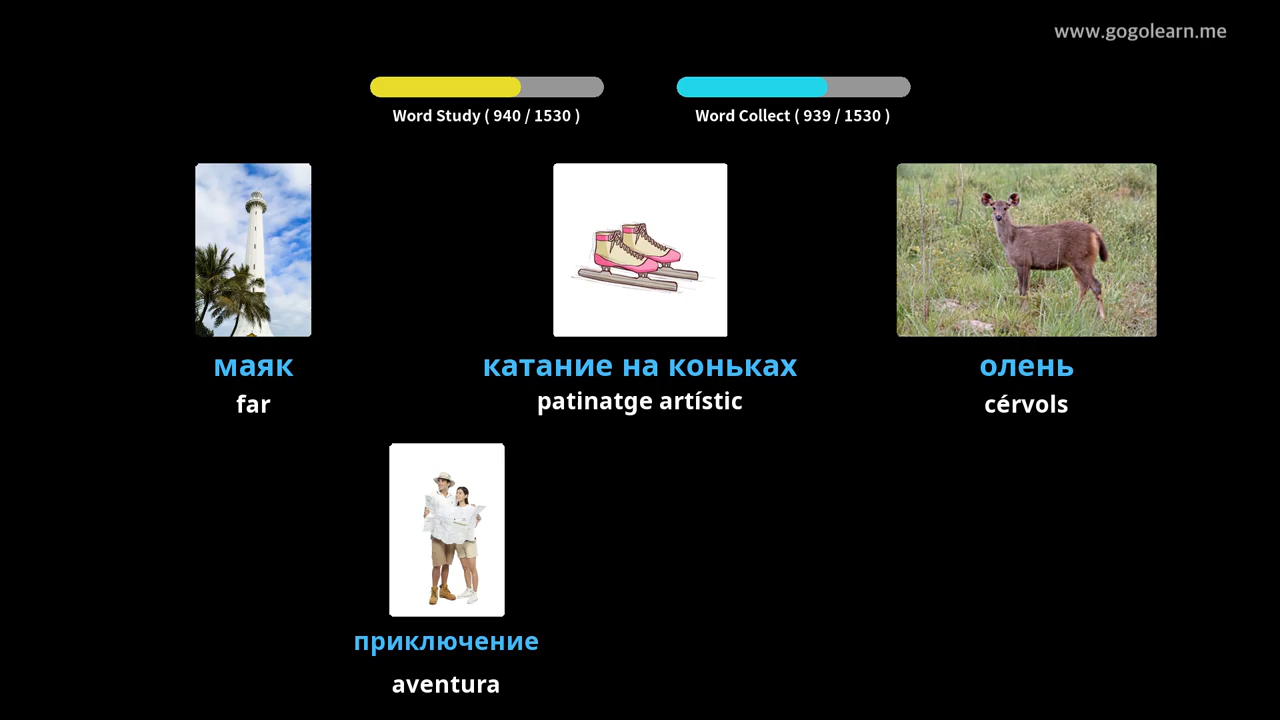 www.gogolearn.me
Word Study ( 940 / 1530 )
Word Collect ( 939 / 1530 )
маяк
far
катание на коньках
patinatge artístic
олень
cérvols
приключение
aventura